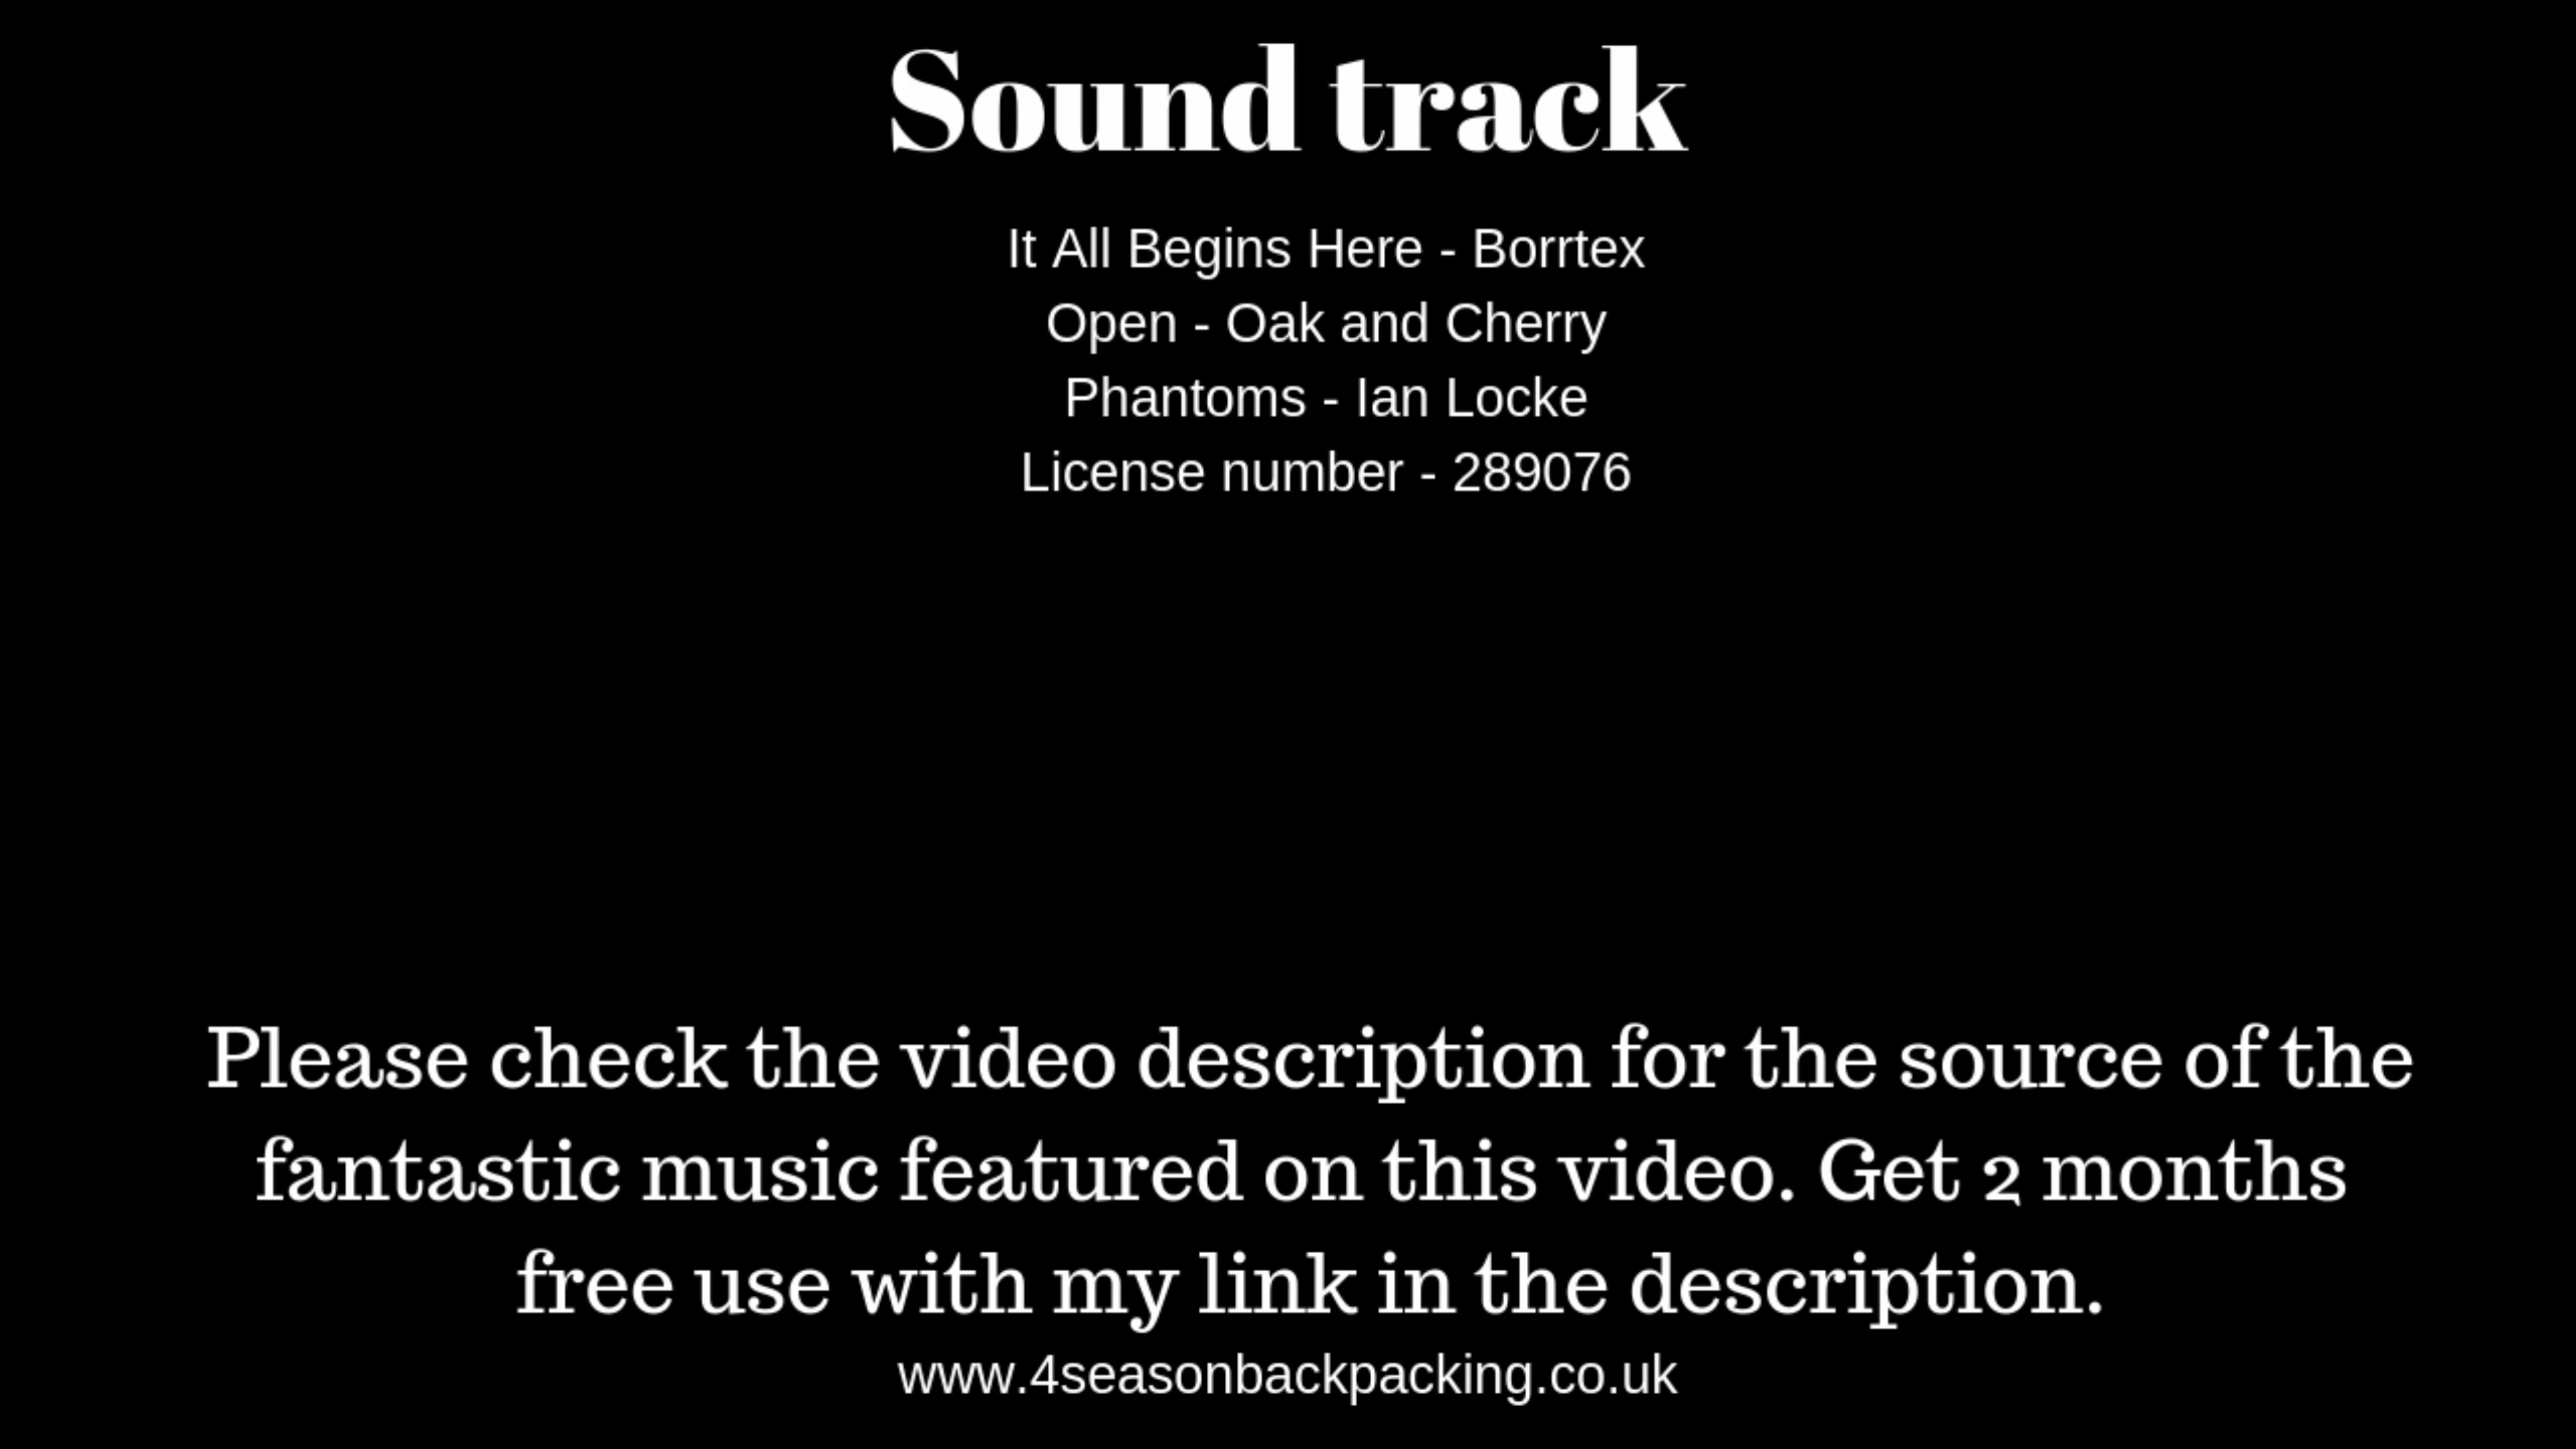 Sound track
It All Begins Here - Borrtex
Open - Oak and Cherry
Phantoms - Ian Locke
License number - 289076
Please check the video description for the source of the
fantastic music featured on this video. Get 2 months
free use with my link in the description.
www.4seasonbackpacking.co.uk